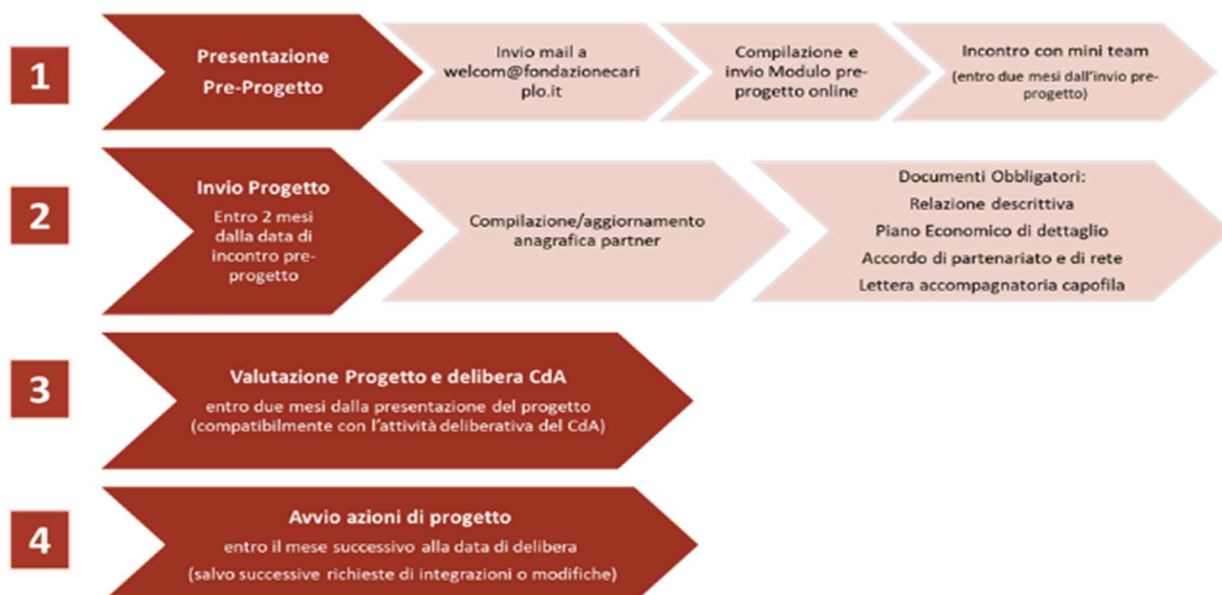 1
Presentazione
Pre-Progetto
Invio mail a
welcom@fondazionecari
plo.it
Compilazione e
invio Modulo pre-
progetto online
Incontro con mini team
(entro due mesi dall'invio pre-
progetto)
2
Invio Progetto
Entro 2 mesi
dalla data di
incontro pre-
progetto
Compilazione/aggiornamento
anagrafica partner
Documenti Obbligatori:
Relazione descrittiva
Piano Economico di dettaglio
Accordo di partenariato e di rete
Lettera accompagnatoria capofila
3
Valutazione Progetto e delibera CdA
entro due mesi dalla presentazione del progetto
(compatibilmente con l'attività deliberativa del CdA)
4
Avvio azioni di progetto
entro il mese successivo alla data di delibera
(salvo successive richieste di integrazioni o modifiche)